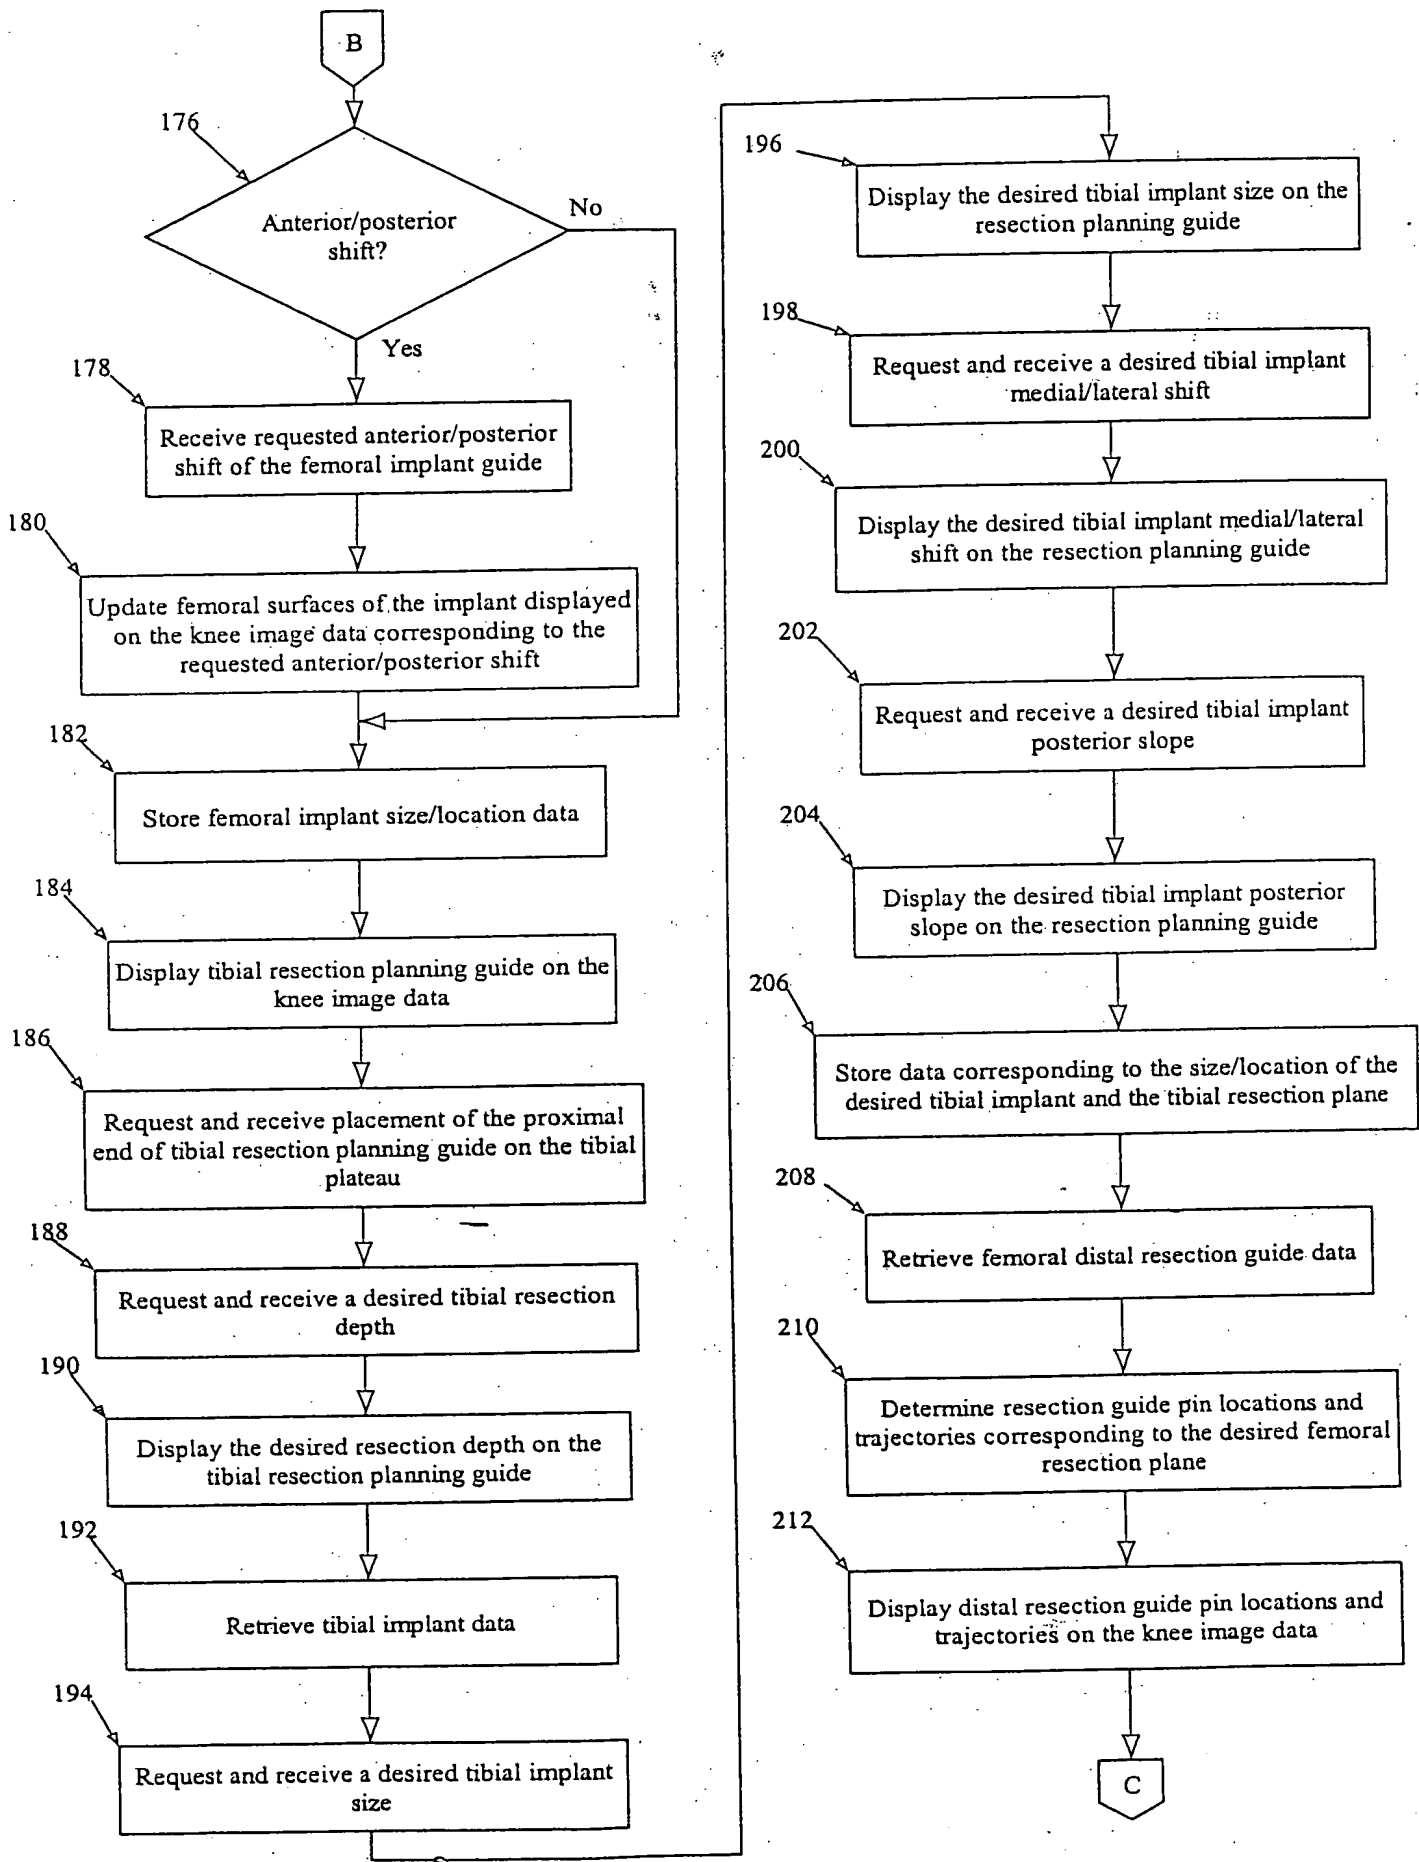 B
176
Anterior/posterior
shift?
No
Yes
178
Receive requested anterior/posterior
shift of the femoral implant guide
180
Update femoral surfaces of the implant displayed
on the knee image data corresponding to the
requested anterior/posterior shift
182
Store femoral implant size/location data
184
Display tibial resection planning guide on the
knee image data
186
Request and receive placement of the proximal
end of tibial resection planning guide on the tibial
plateau
188
Request and receive a desired tibial resection
depth
190
Display the desired resection depth on the
tibial resection planning guide
192
Retrieve tibial implant data
194
Request and receive a desired tibial implant
size
196
Display the desired tibial implant size on the
resection planning guide
198
Request and receive a desired tibial implant
medial/lateral shift
200
Display the desired tibial implant medial/lateral
shift on the resection planning guide
202
Request and receive a desired tibial implant
posterior slope
204
Display the desired tibial implant posterior
slope on the resection planning guide
206
Store data corresponding to the size/location of the
desired tibial implant and the tibial resection plane
208
Retrieve femoral distal resection guide data
210
Determine resection guide pin locations and
trajectories corresponding to the desired femoral
resection plane
212
Display distal resection guide pin locations and
trajectories on the knee image data
C